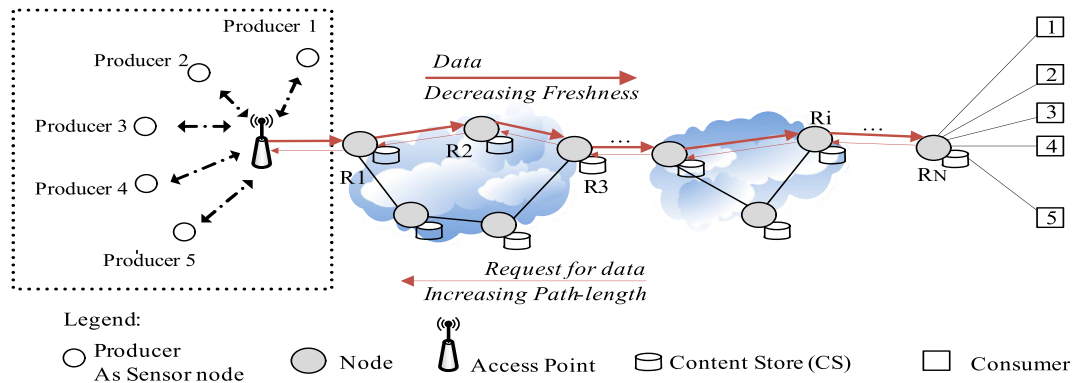 Producer 1
Producer 2
Producer 3
Producer 4
Producer 5
Data
Decreasing Freshness
R1
R2
R3
...
Ri
...
RN
1
2
3
4
5
Request for data
Increasing Path-length
Legend:
Producer
As Sensor node
Node
Access Point
Content Store (CS)
Consumer